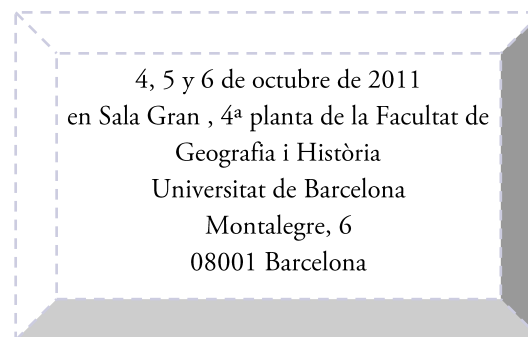 4, 5 y 6 de octubre de 2011
en Sala Gran , 4ª planta de la Facultat de
Geografia i Història
Universitat de Barcelona
Montalegre, 6
08001 Barcelona